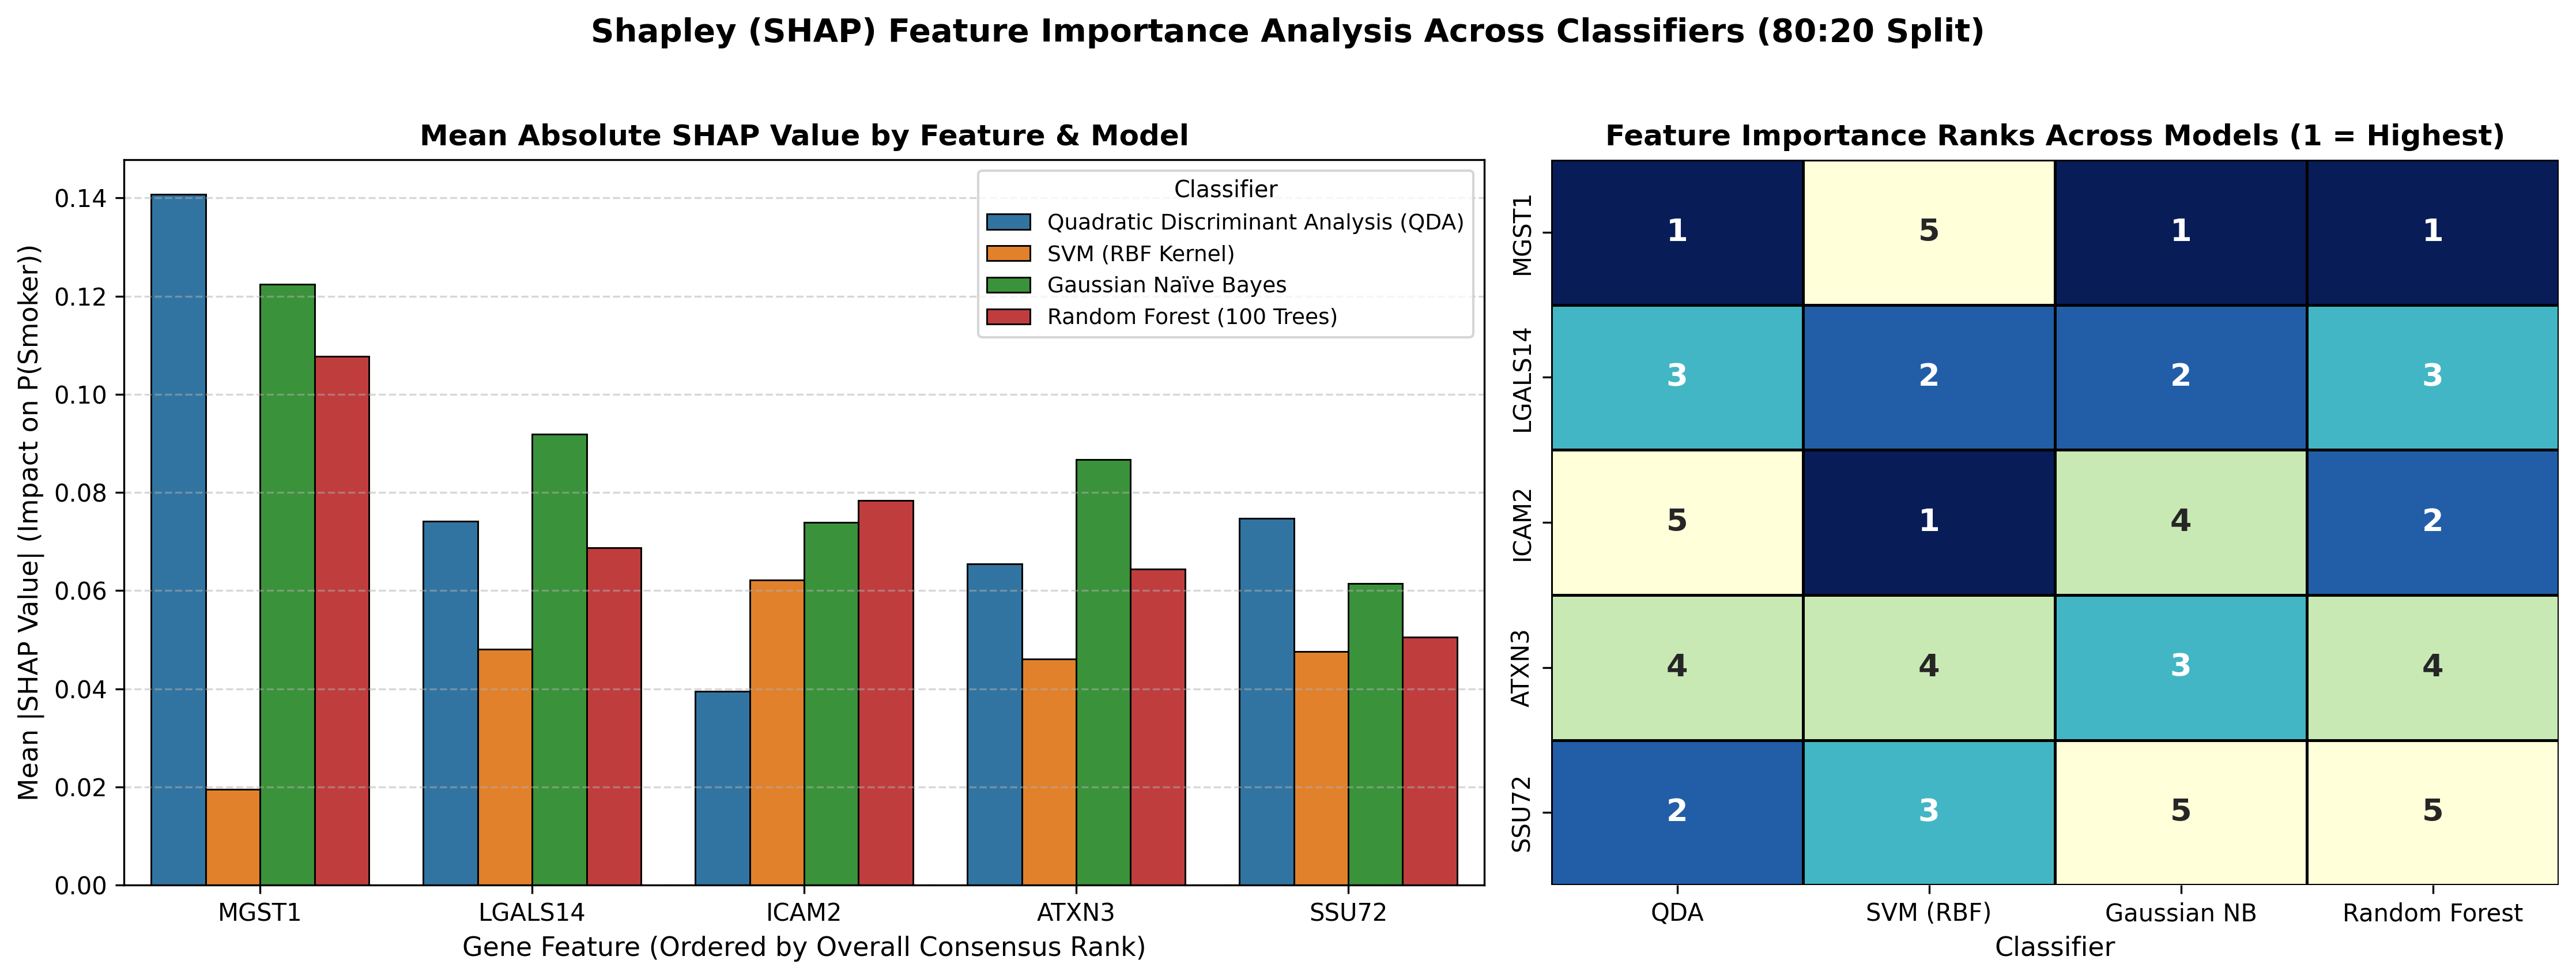 Shapley (SHAP) Feature Importance Analysis Across Classifiers (80:20 Split)
Mean Absolute SHAP Value by Feature & Model
Mean |SHAP Value| (Impact on P(Smoker))
0.14
0.12
0.10
0.08
0.06
0.04
0.02
0.00
Classifier
Quadratic Discriminant Analysis (QDA)
SVM (RBF Kernel)
Gaussian Naïve Bayes
Random Forest (100 Trees)
MGST1 LGALS14 ICAM2 ATXN3 SSU72
Gene Feature (Ordered by Overall Consensus Rank)
Feature Importance Ranks Across Models (1 = Highest)
MGST1 1 5 1 1
LGALS14 3 2 2 3
ICAM2 5 1 4 2
ATXN3 4 4 3 4
SSU72 2 3 5 5
QDA SVM (RBF) Gaussian NB Random Forest
Classifier